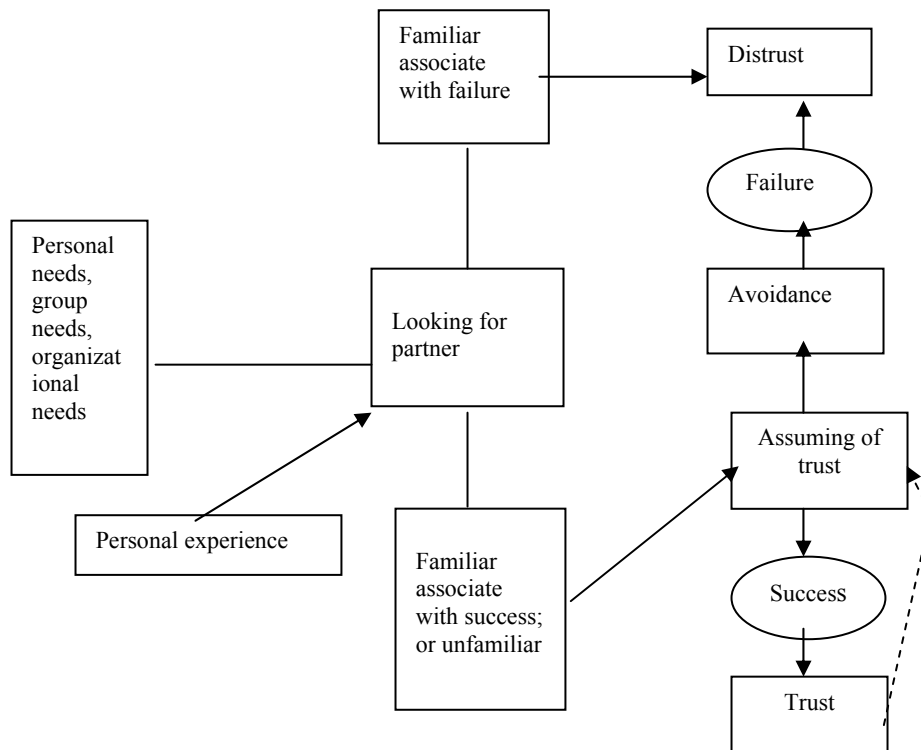 Familiar
associate
with failure
Distrust
Failure
Personal
needs,
group
needs,
organizat
ional
needs
Looking for
partner
Avoidance
Assuming of
trust
Personal experience
Familiar
associate
with success;
or unfamiliar
Success
Trust